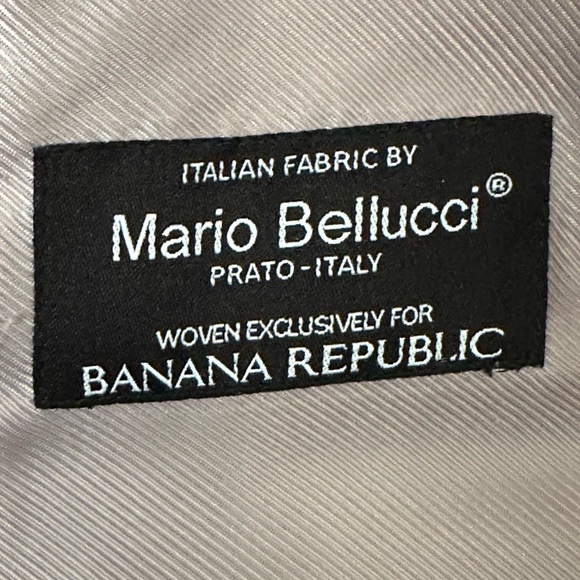 ITALIAN FABRIC BY
Mario Bellucci®
PRATO-ITALY
WOVEN EXCLUSIVELY FOR
BANANA REPUBLIC